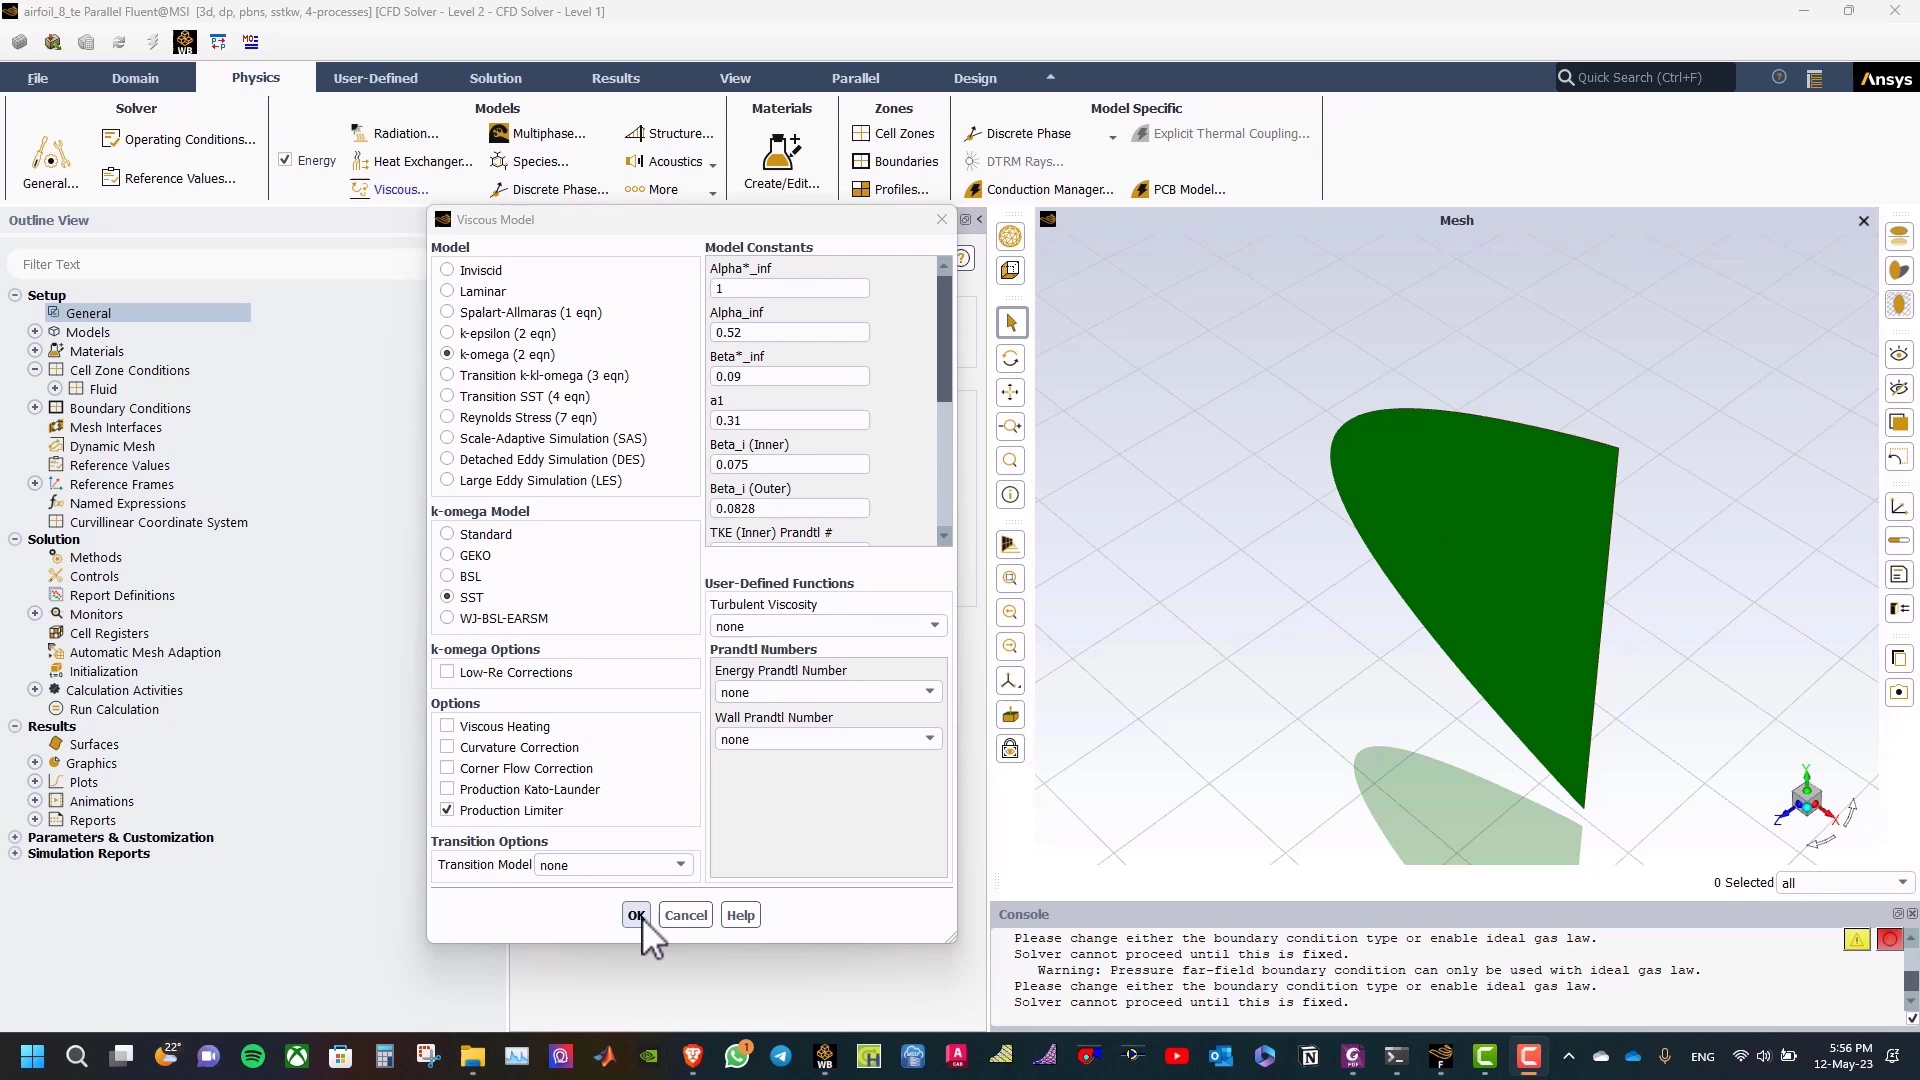 airfoil_8_te Parallel Fluent@MSI [3d, dp, pbns, sstkw, 4-processes] [CFD Solver - Level 2 - CFD Solver - Level 1]
WB
File Domain Physics User-Defined Solution Results View Parallel Design Quick Search (Ctrl+F) Ansys
Solver Models Materials Zones Model Specific
General...
Operating Conditions...
Reference Values...
Energy
Radiation... Multiphase... Structure...
Heat Exchanger... Species... Acoustics
Viscous... Discrete Phase... More
Create/Edit...
Cell Zones
Boundaries
Profiles...
Discrete Phase Explicit Thermal Coupling...
DTRM Rays...
Conduction Manager... PCB Model...
Outline View
Filter Text
Setup
General
Models
Materials
Cell Zone Conditions
Fluid
Boundary Conditions
Mesh Interfaces
Dynamic Mesh
Reference Values
Reference Frames
Named Expressions
Curvilinear Coordinate System
Solution
Methods
Controls
Report Definitions
Monitors
Cell Registers
Automatic Mesh Adaption
Initialization
Calculation Activities
Run Calculation
Results
Surfaces
Graphics
Plots
Animations
Reports
Parameters & Customization
Simulation Reports
Viscous Model
Model
Inviscid
Laminar
Spalart-Allmaras (1 eqn)
k-epsilon (2 eqn)
k-omega (2 eqn)
Transition k-kl-omega (3 eqn)
Transition SST (4 eqn)
Reynolds Stress (7 eqn)
Scale-Adaptive Simulation (SAS)
Detached Eddy Simulation (DES)
Large Eddy Simulation (LES)
k-omega Model
Standard
GEKO
BSL
SST
WJ-BSL-EARSM
k-omega Options
Low-Re Corrections
Options
Viscous Heating
Curvature Correction
Corner Flow Correction
Production Kato-Launder
Production Limiter
Transition Options
Transition Model none
Model Constants
Alpha*_inf
1
Alpha_inf
0.52
Beta*_inf
0.09
a1
0.31
Beta_i (Inner)
0.075
Beta_i (Outer)
0.0828
TKE (Inner) Prandtl #
User-Defined Functions
Turbulent Viscosity
none
Prandtl Numbers
Energy Prandtl Number
none
Wall Prandtl Number
none
OK Cancel Help
Mesh
Y
Z
X
0 Selected all
Console
Please change either the boundary condition type or enable ideal gas law.
Solver cannot proceed until this is fixed.
Warning: Pressure far-field boundary condition can only be used with ideal gas law.
Please change either the boundary condition type or enable ideal gas law.
Solver cannot proceed until this is fixed.
22°
1
WB
ENG
5:56 PM
12-May-23